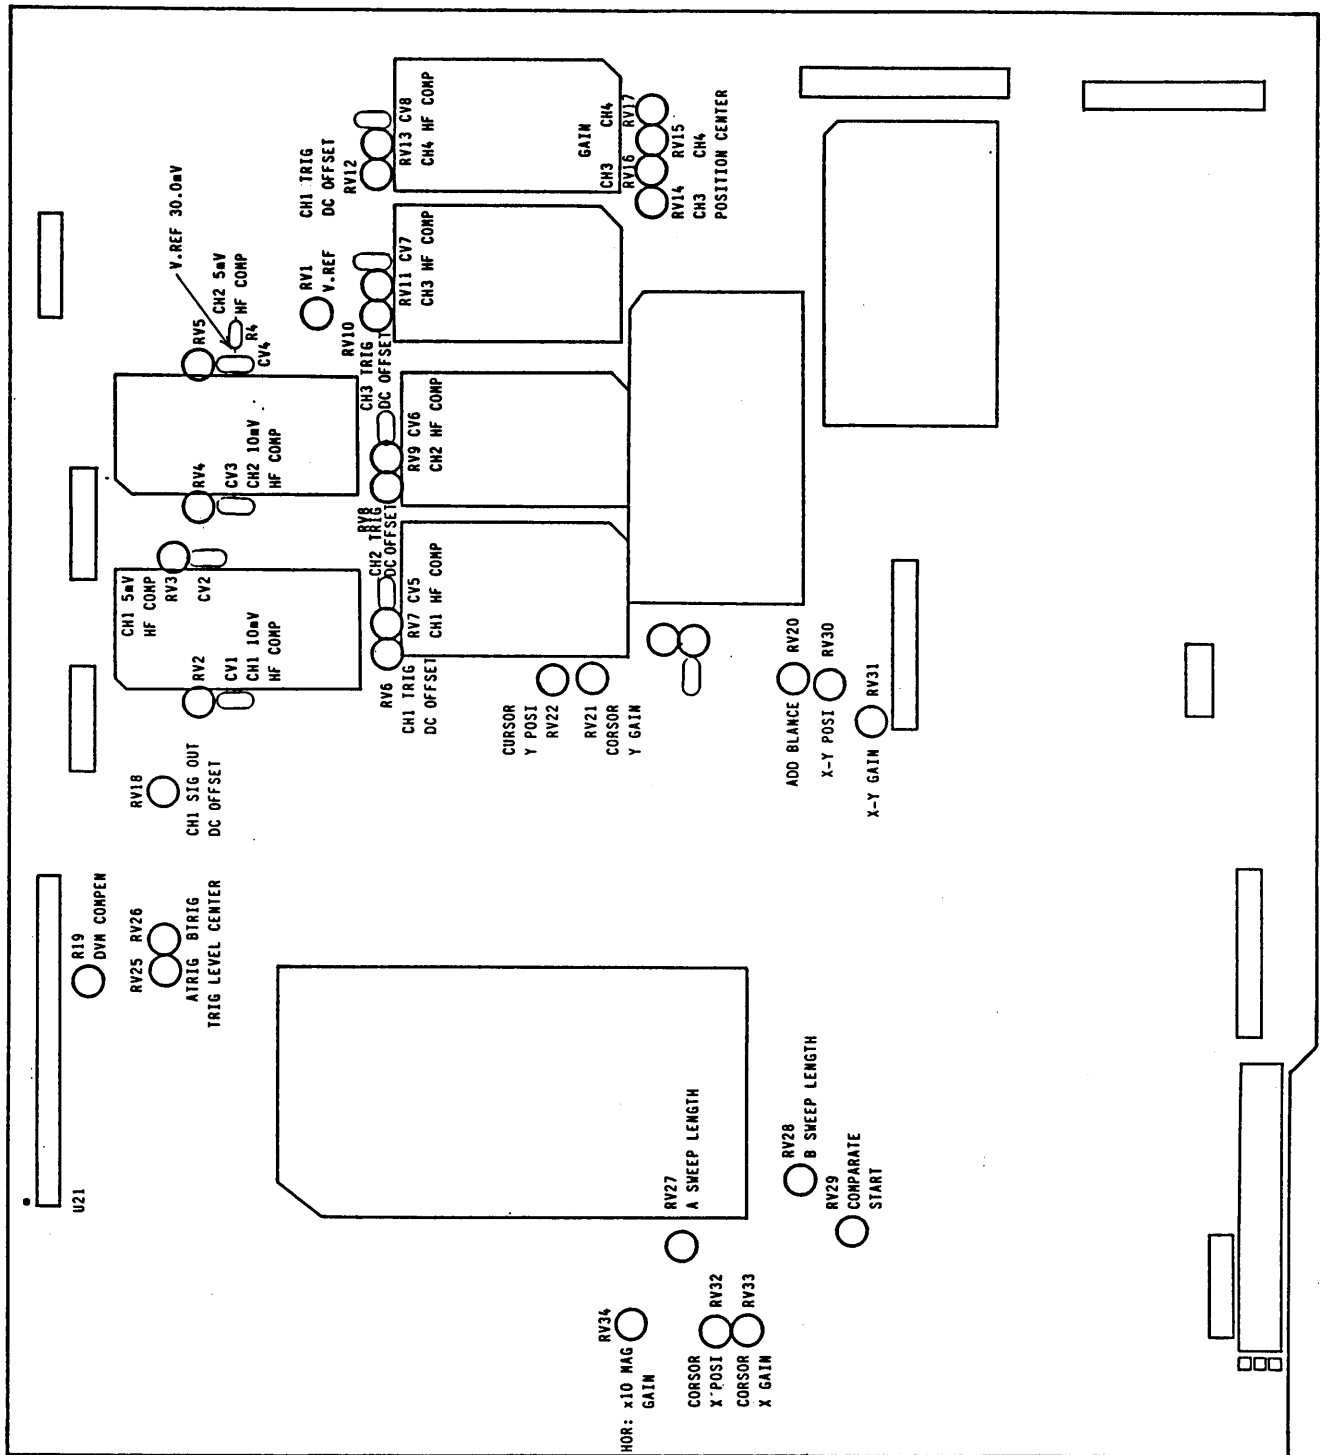 U21
R19
DVM COMPEN
RV25 RV26
ATRIG BTRIG
TRIG LEVEL CENTER
RV18
CH1 SIG OUT
DC OFFSET
CH1 5mV
HF COMP
RV3
CV2
RV2
CV1
CH1 10mV
HF COMP
RV4
CV3
CH2 10mV
HF COMP
V.REF 30.0mV
RV5
CH2 5mV
HF COMP
R4
CV4
RV1
V.REF
CH1 TRIG
DC OFFSET
RV12
RV13 CV8
CH4 HF COMP
RV10
CH3 TRIG
DC OFFSET
RV11 CV7
CH3 HF COMP
RV8
CH2 TRIG
DC OFFSET
RV9 CV6
CH2 HF COMP
RV6
CH1 TRIG
DC OFFSET
RV7 CV5
CH1 HF COMP
GAIN
CH3 CH4
RV16 RV17
RV14 RV15
CH3 CH4
POSITION CENTER
CURSOR
Y POSI
RV22
RV21
CORSOR
Y GAIN
ADD BLANCE RV20
X-Y POSI RV30
X-Y GAIN RV31
RV27
A SWEEP LENGTH
RV28
B SWEEP LENGTH
RV29
COMPARATE
START
RV34
HOR: x10 MAG
GAIN
CORSOR
X POSI
RV32
RV33
CORSOR
X GAIN